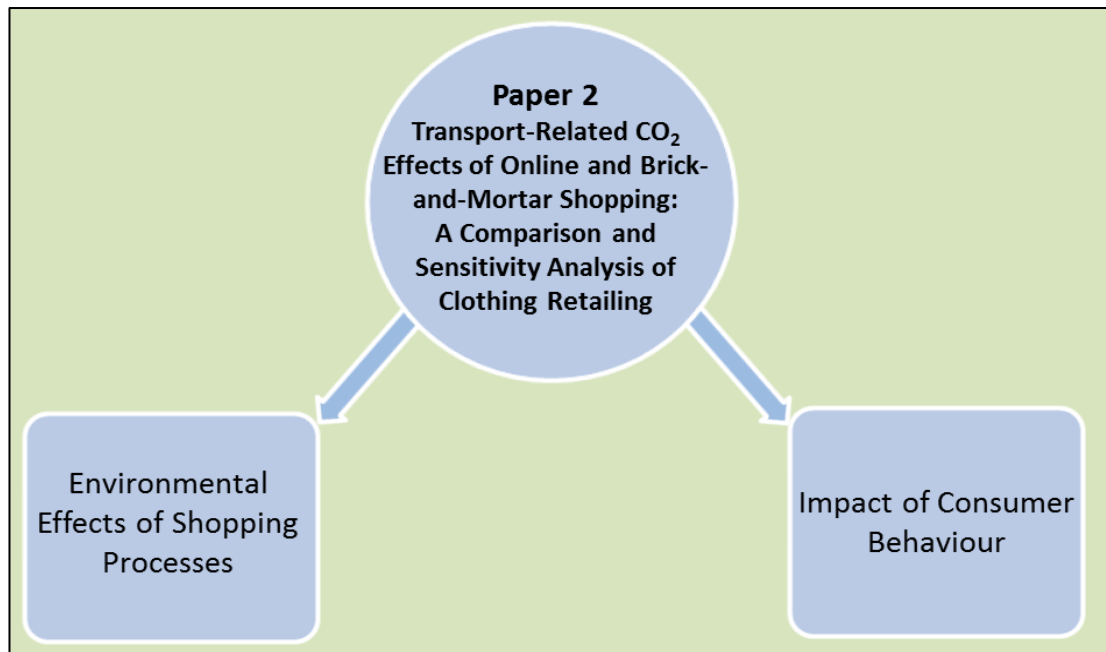 Paper 2
Transport-Related CO₂
Effects of Online and Brick-
and-Mortar Shopping:
A Comparison and
Sensitivity Analysis of
Clothing Retailing
Environmental
Effects of Shopping
Processes
Impact of Consumer
Behaviour